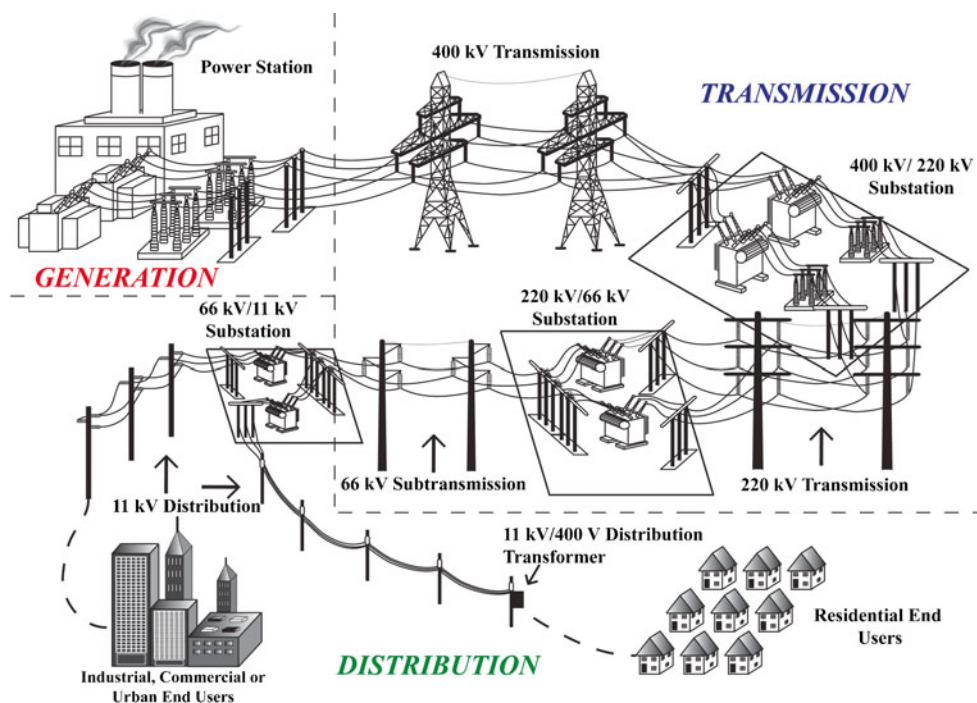 Power Station
400 kV Transmission
TRANSMISSION
400 kV/ 220 kV
Substation
GENERATION
66 kV/11 kV
Substation
220 kV/66 kV
Substation
66 kV Subtransmission
220 kV Transmission
11 kV Distribution
11 kV/400 V Distribution
Transformer
Residential End
Users
DISTRIBUTION
Industrial, Commercial or
Urban End Users